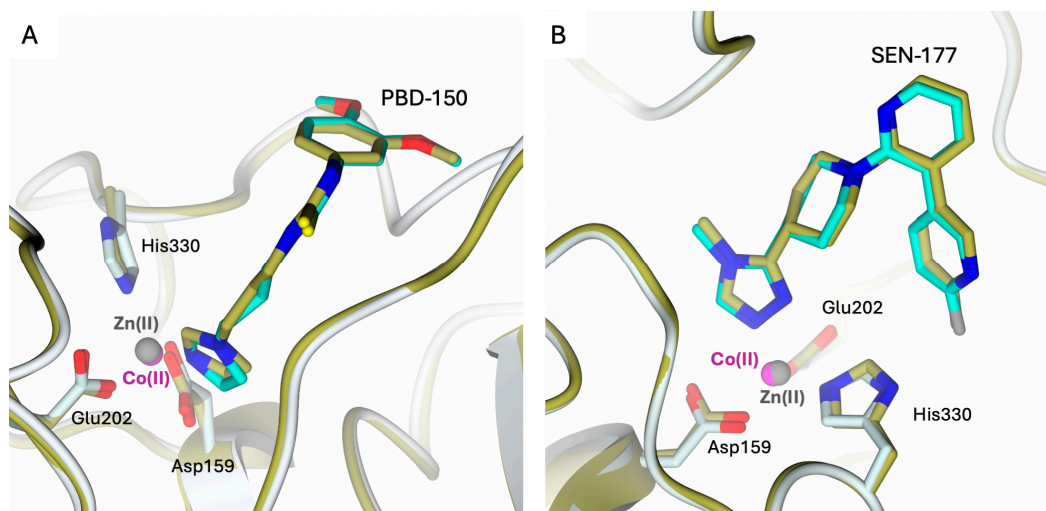 A
PBD-150
His330
Zn(II)
Co(II)
Glu202
Asp159
B
SEN-177
Glu202
Co(II)
Zn(II)
His330
Asp159